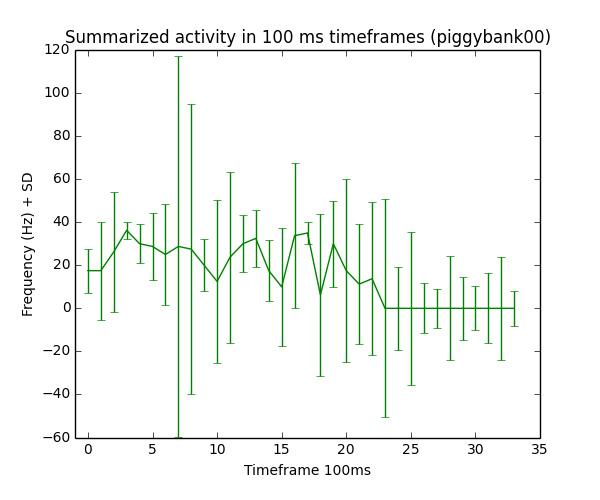 Summarized activity in 100 ms timeframes (piggybank00)
120
100
80
60
40
20
0
−20
−40
−60
Frequency (Hz) + SD
0 5 10 15 20 25 30 35
Timeframe 100ms